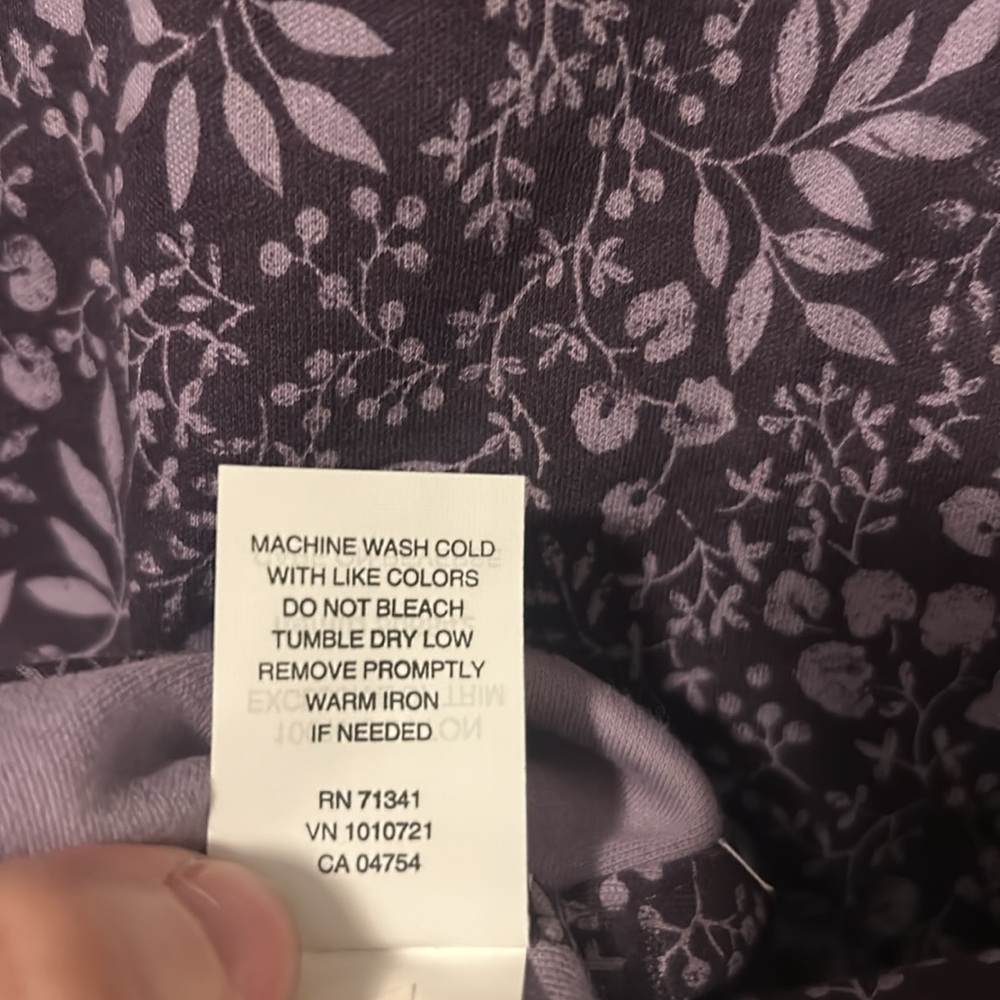 MACHINE WASH COLD
WITH LIKE COLORS
DO NOT BLEACH
TUMBLE DRY LOW
REMOVE PROMPTLY
WARM IRON
IF NEEDED
RN 71341
VN 1010721
CA 04754